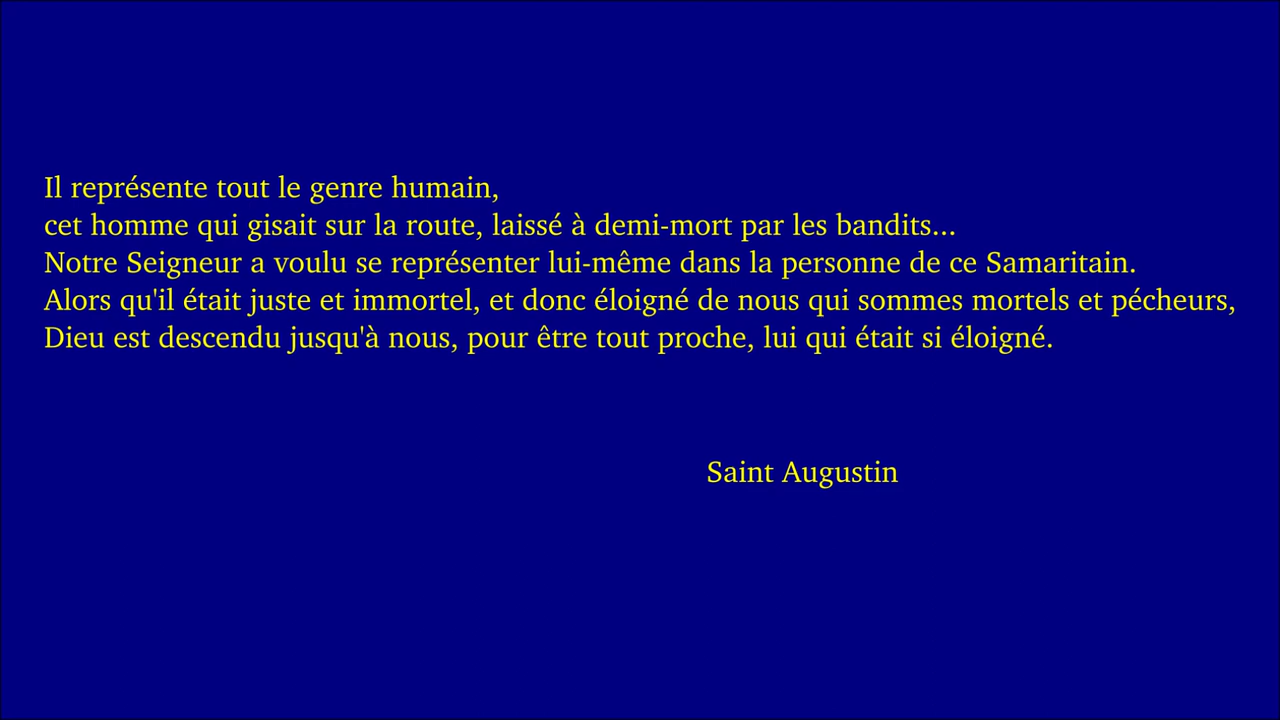 Il représente tout le genre humain,
cet homme qui gisait sur la route, laissé à demi-mort par les bandits...
Notre Seigneur a voulu se représenter lui-même dans la personne de ce Samaritain.
Alors qu'il était juste et immortel, et donc éloigné de nous qui sommes mortels et pécheurs,
Dieu est descendu jusqu'à nous, pour être tout proche, lui qui était si éloigné.
Saint Augustin